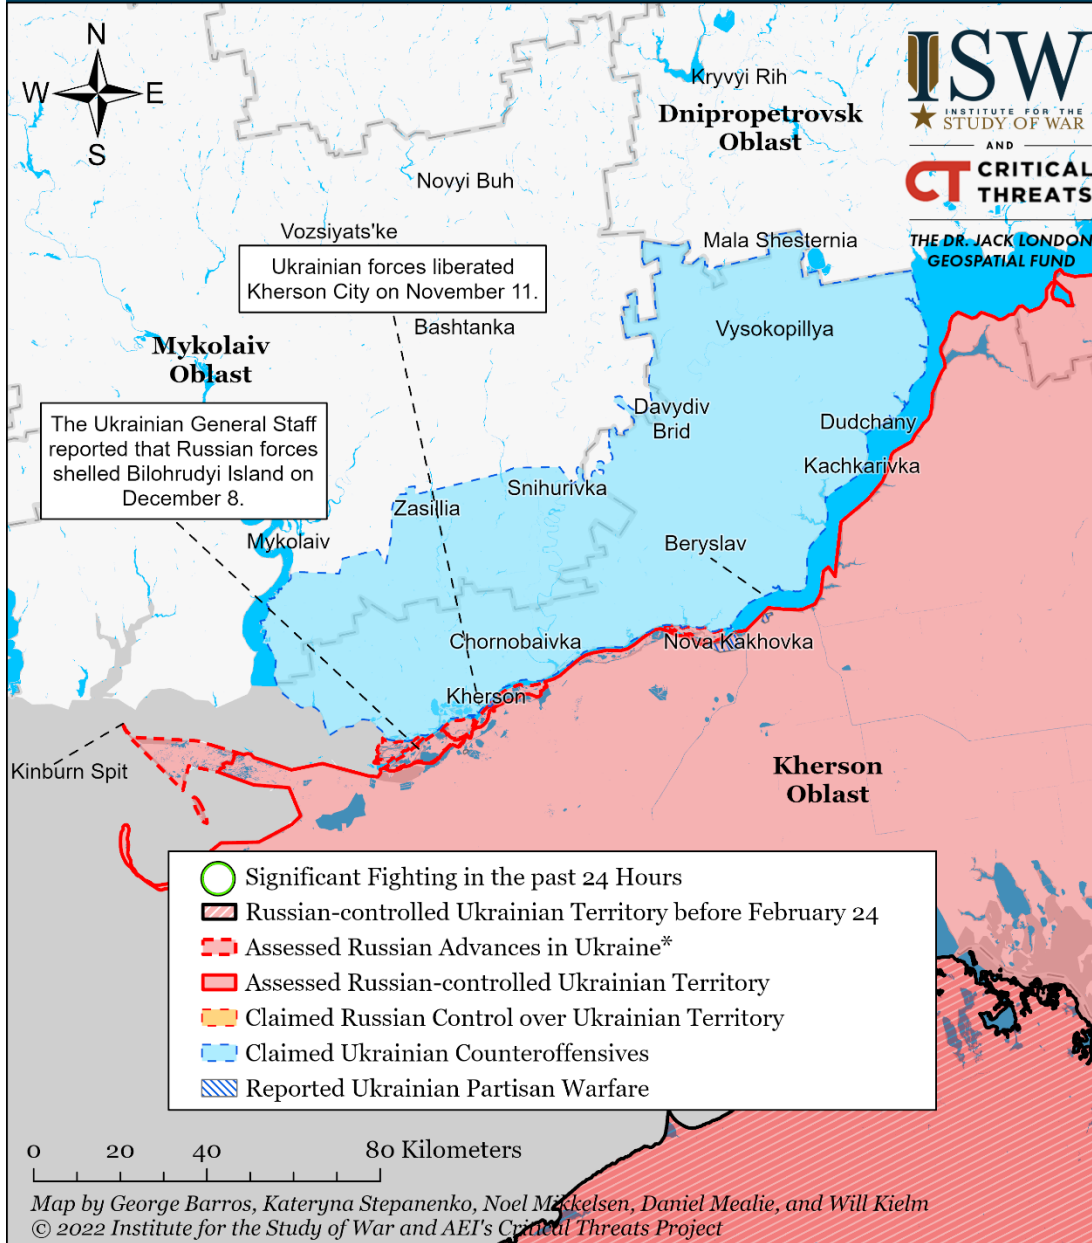 N
W
E
S
ISW
INSTITUTE FOR THE
STUDY OF WAR
AND
CT CRITICAL
THREATS
THE DR. JACK LONDON
GEOSPATIAL FUND
Kryvyi Rih
Dnipropetrovsk
Oblast
Novyi Buh
Vozsiyats'ke
Mala Shesternia
Ukrainian forces liberated
Kherson City on November 11.
Bashtanka
Vysokopillya
Mykolaiv
Oblast
The Ukrainian General Staff
reported that Russian forces
shelled Bilohrudyi Island on
December 8.
Davydiv
Brid
Dudchany
Kachkarivka
Snihurivka
Zasillia
Mykolaiv
Beryslav
Chornobaivka
Nova Kakhovka
Kherson
Kinburn Spit
Kherson
Oblast
Significant Fighting in the past 24 Hours
Russian-controlled Ukrainian Territory before February 24
Assessed Russian Advances in Ukraine*
Assessed Russian-controlled Ukrainian Territory
Claimed Russian Control over Ukrainian Territory
Claimed Ukrainian Counteroffensives
Reported Ukrainian Partisan Warfare
0 20 40 80 Kilometers
Map by George Barros, Kateryna Stepanenko, Noel Mikkelsen, Daniel Mealie, and Will Kielm
© 2022 Institute for the Study of War and AEI's Critical Threats Project